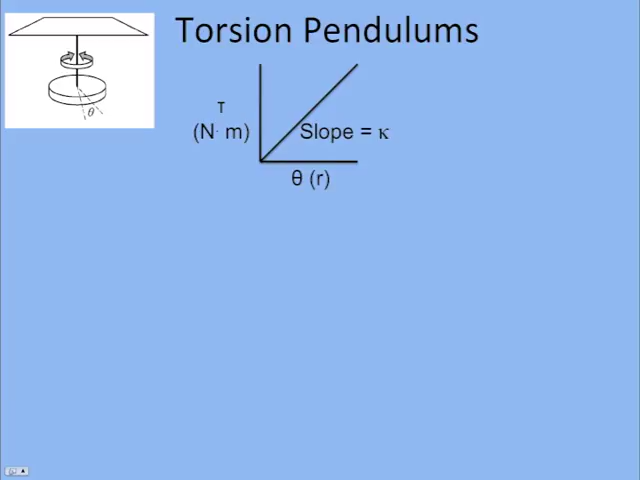 Torsion Pendulums
θ
τ
(N· m)
Slope = κ
θ (r)